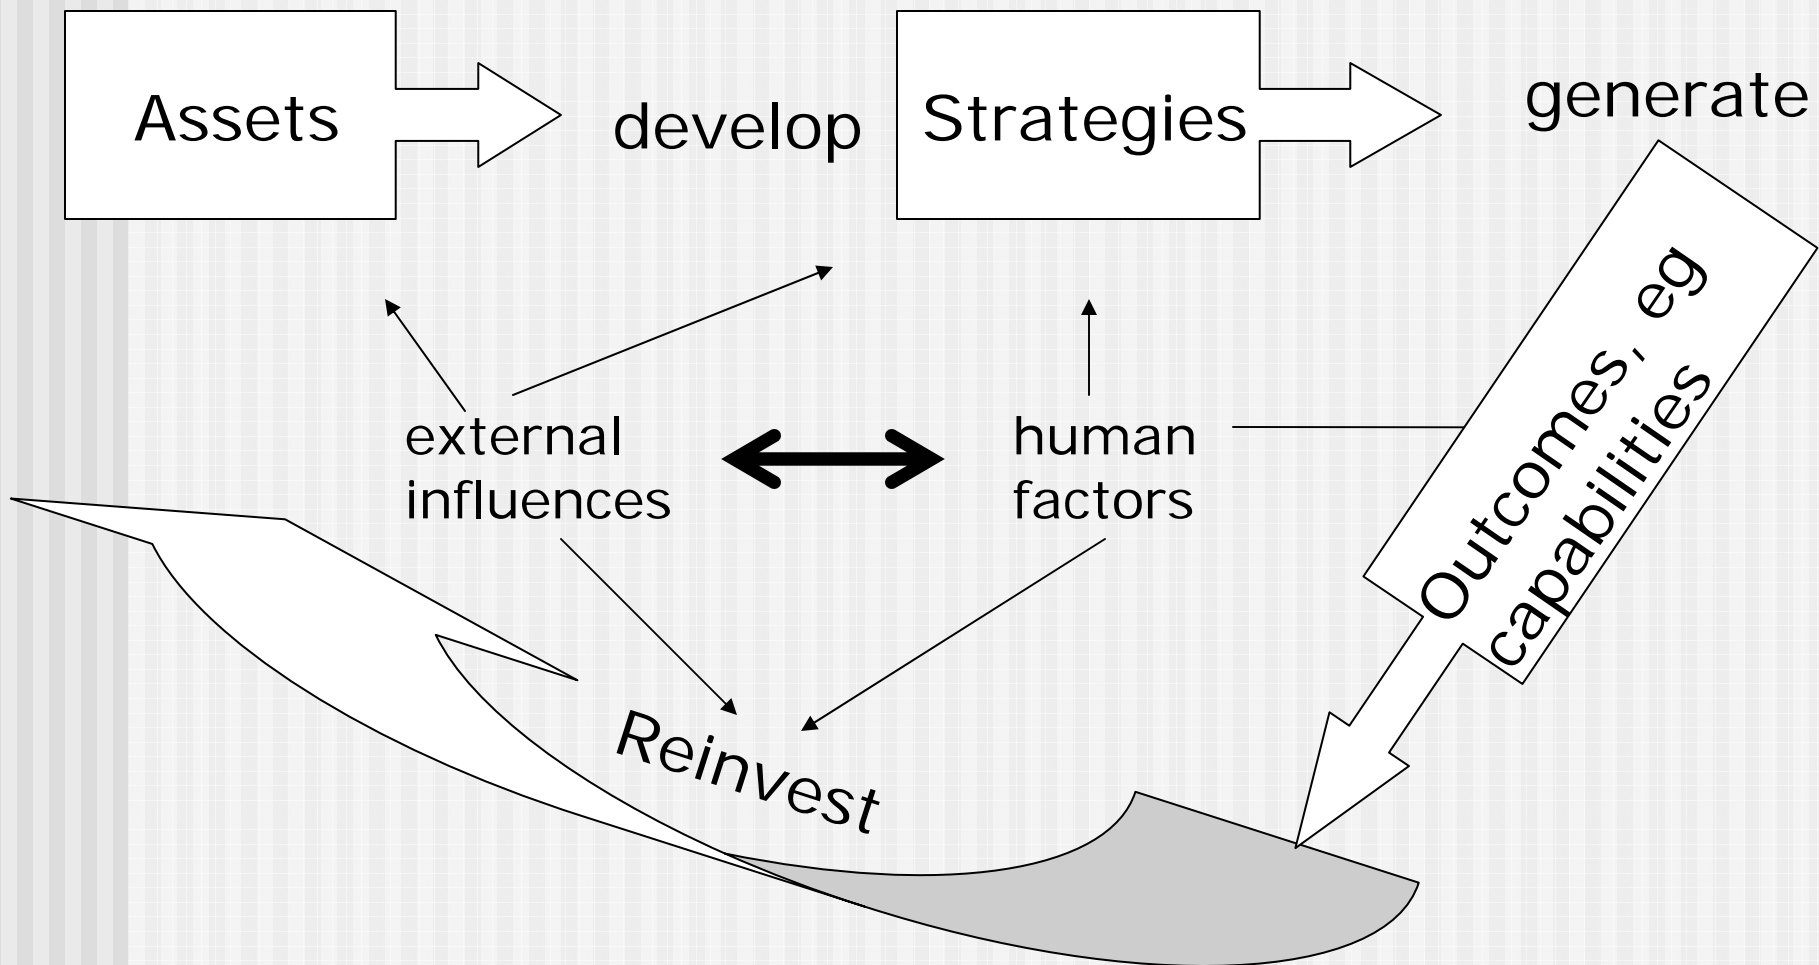 Assets
develop
Strategies
generate
Outcomes, eg
capabilities
external
influences
human
factors
Reinvest